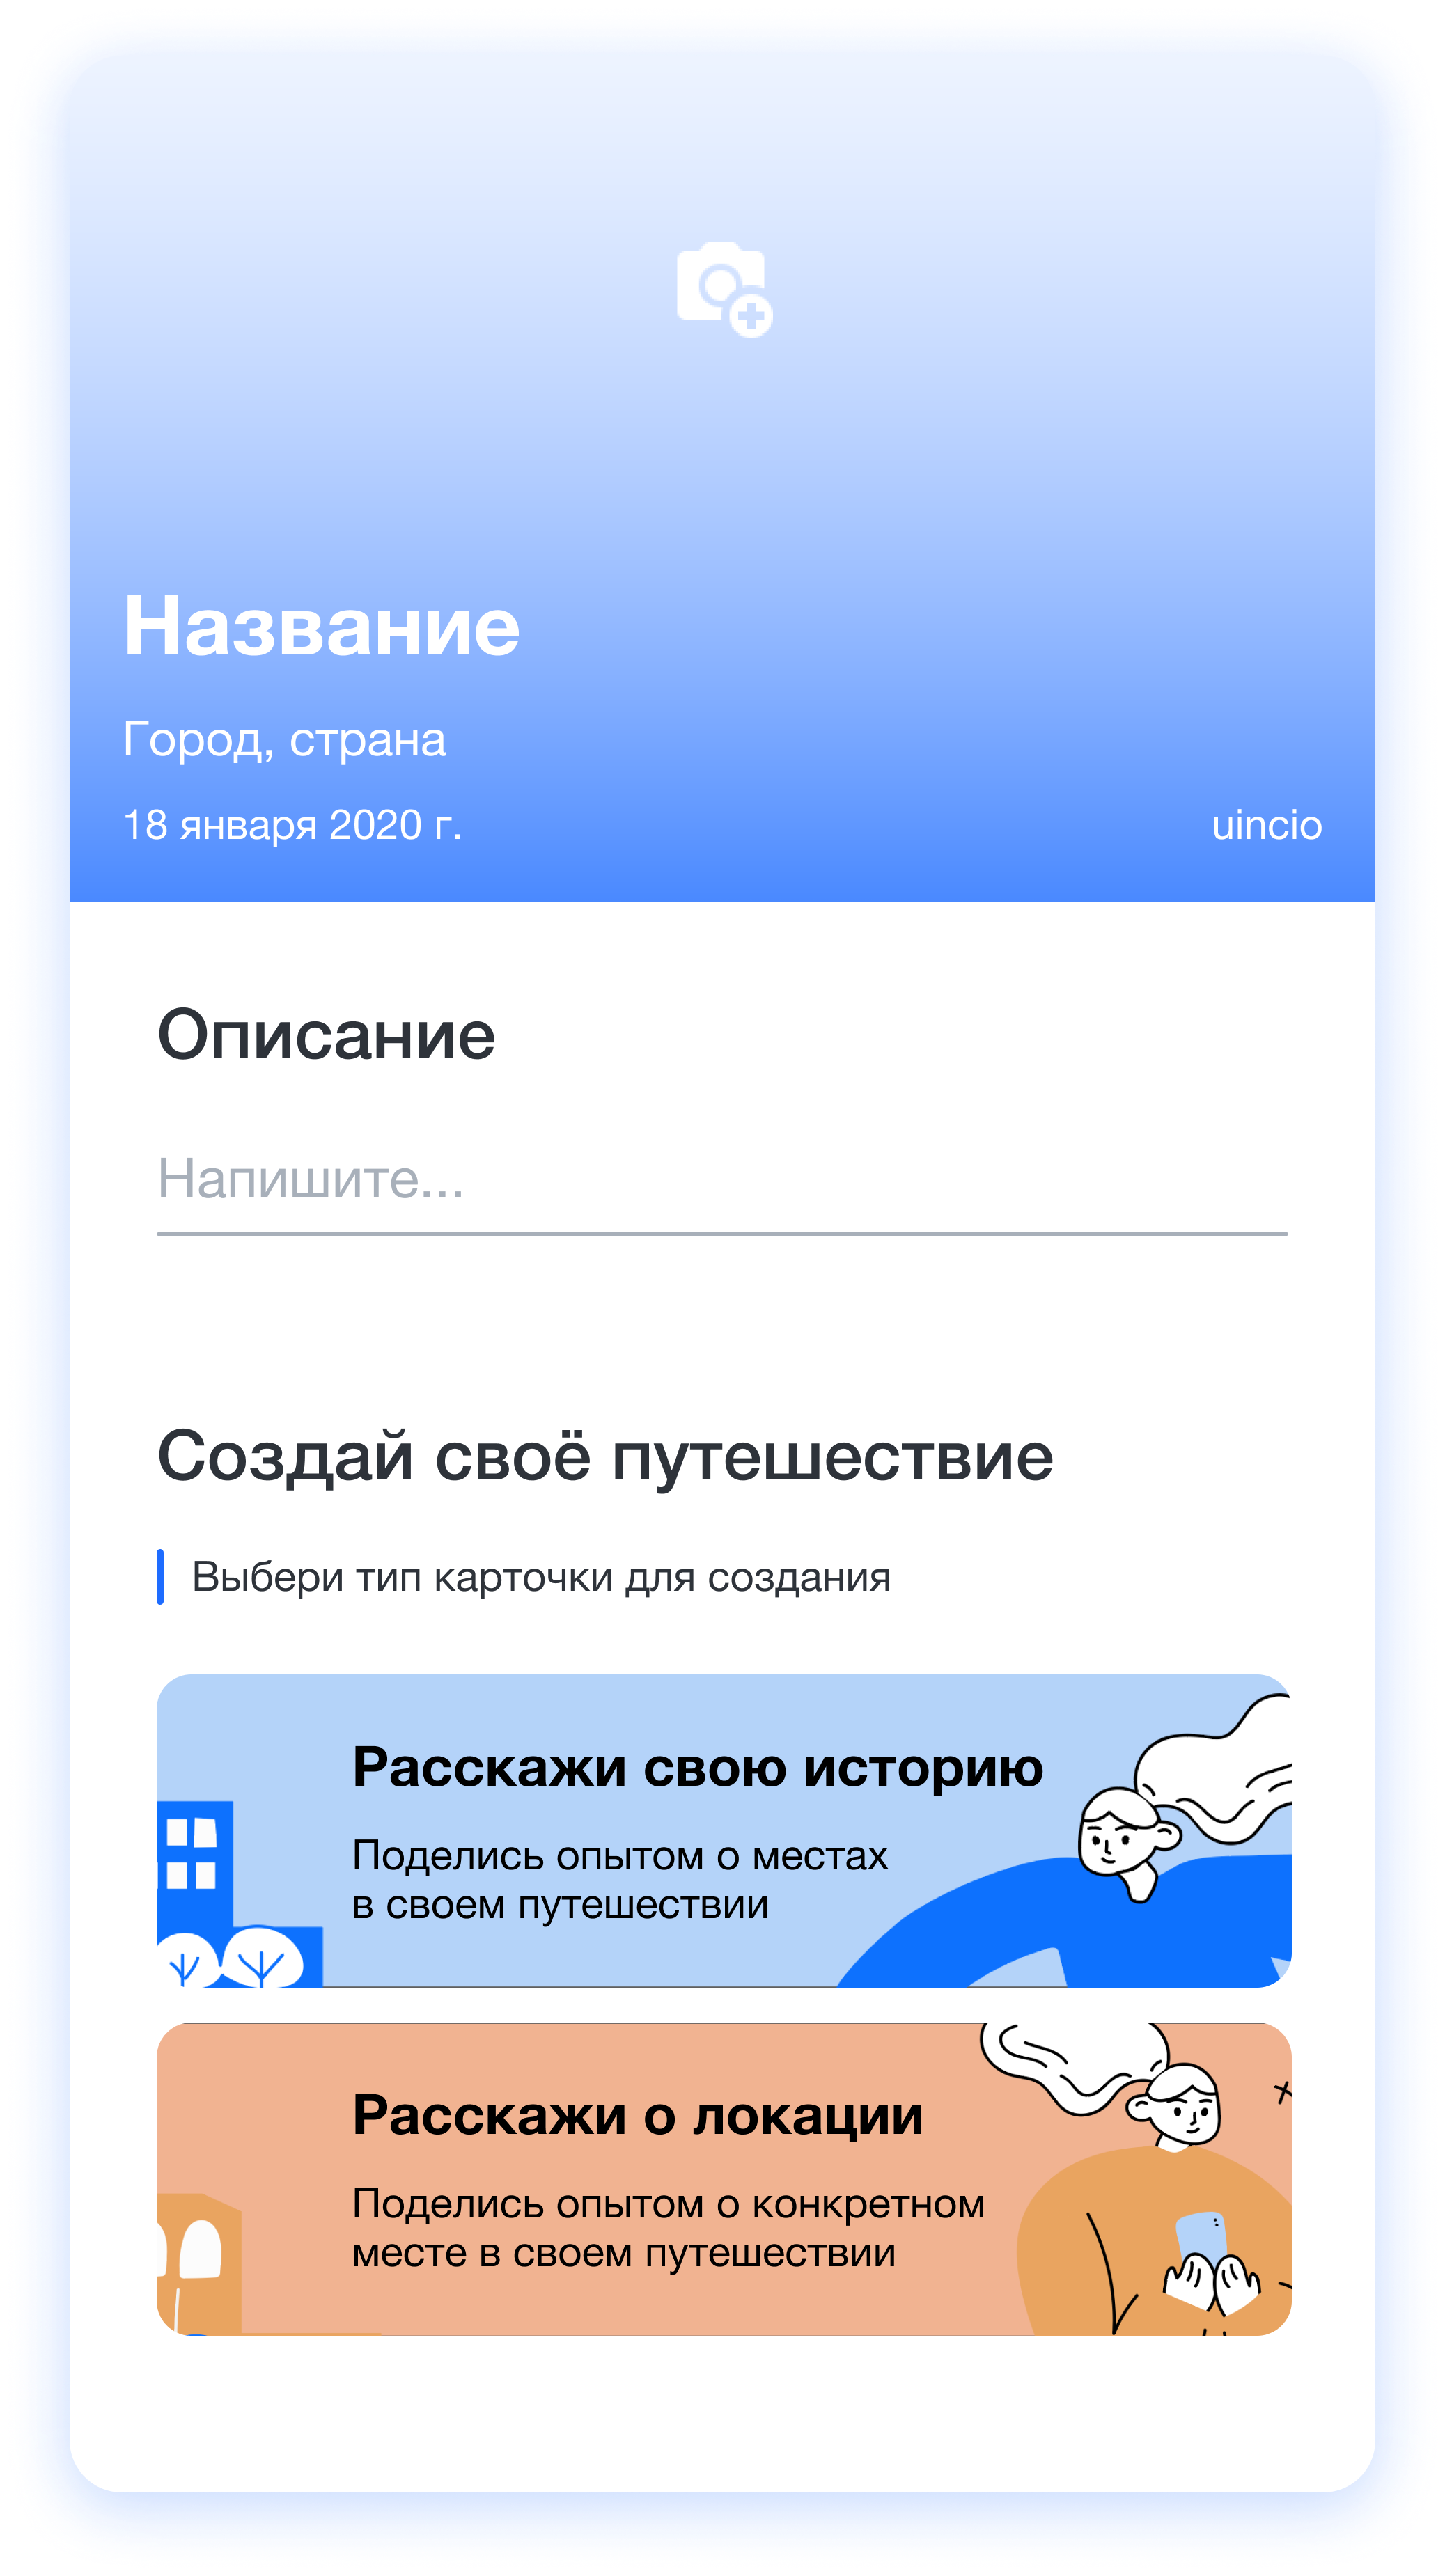 Название
Город, страна
18 января 2020 г.
uincio
Описание
Напишите...
Создай своё путешествие
Выбери тип карточки для создания
Расскажи свою историю
Поделись опытом о местах
в своем путешествии
Расскажи о локации
Поделись опытом о конкретном
месте в своем путешествии